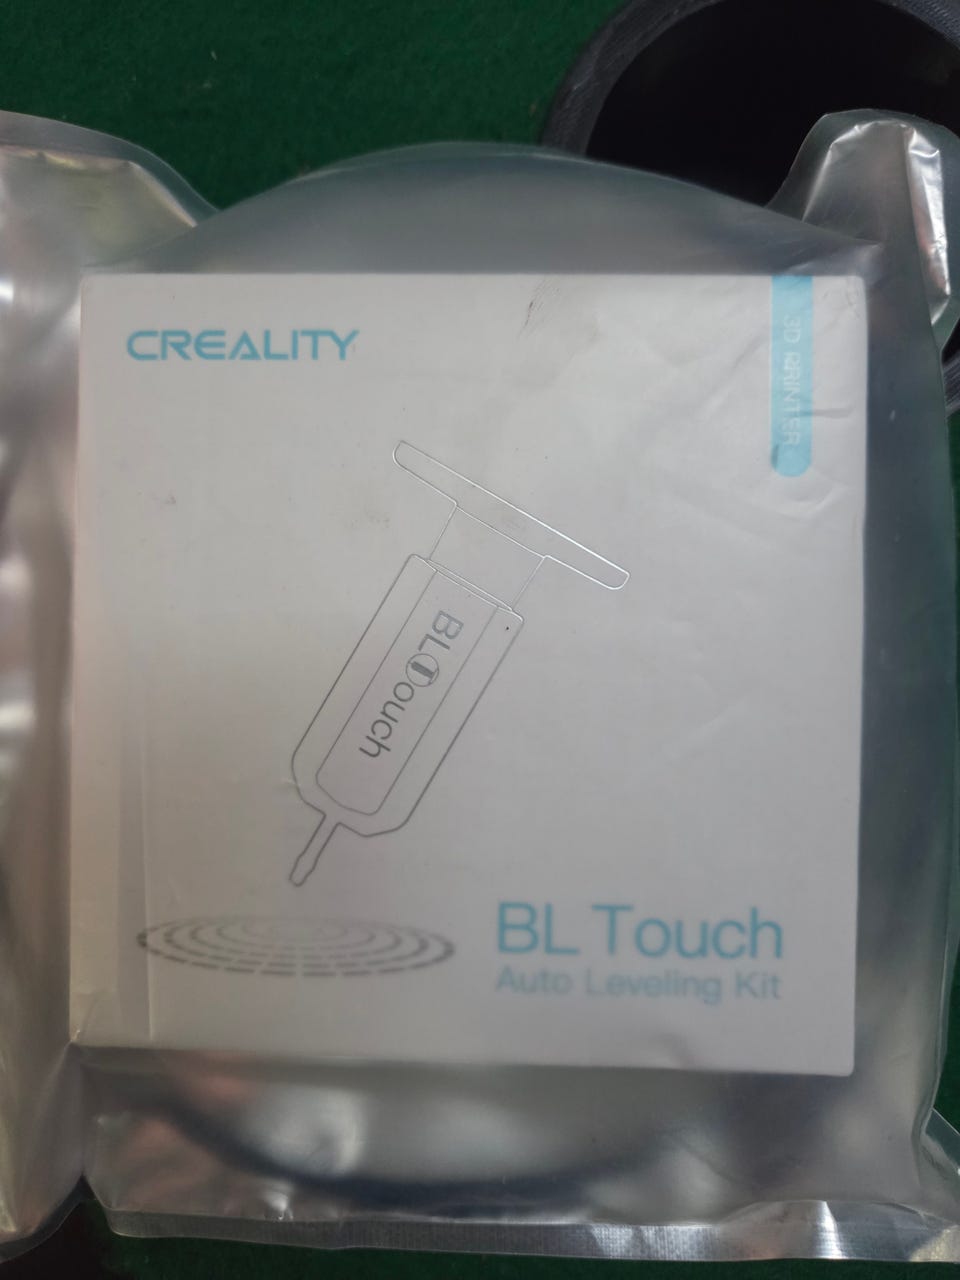 CREALITY
3D PRINTER
BLTouch
BL Touch
Auto Leveling Kit